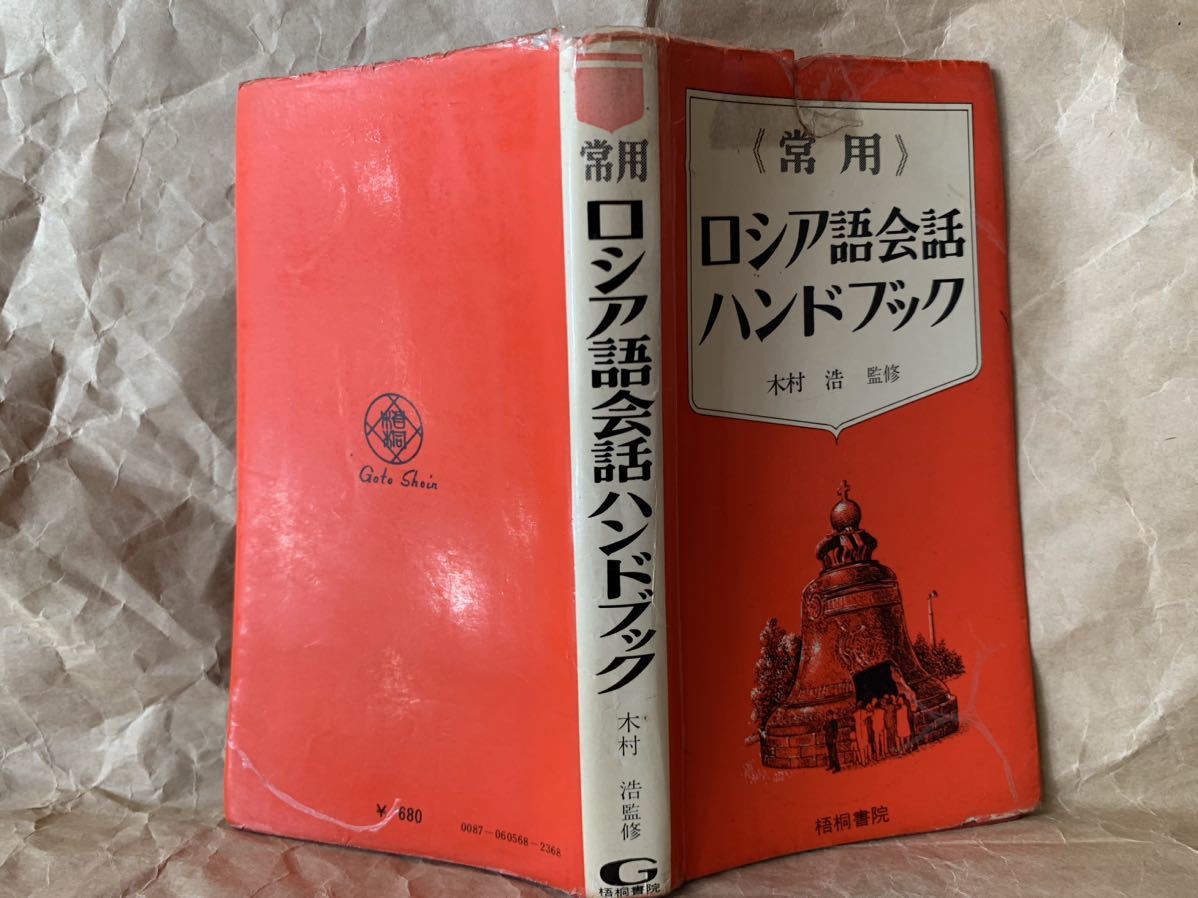 《常用》
ロシア語会話
ハンドブック
木村 浩 監修
梧桐書院
常用
ロシア語会話ハンドブック
木村 浩監修
G
梧桐書院
梧桐
Goto Shoin
¥ 680
0087-060568-2368